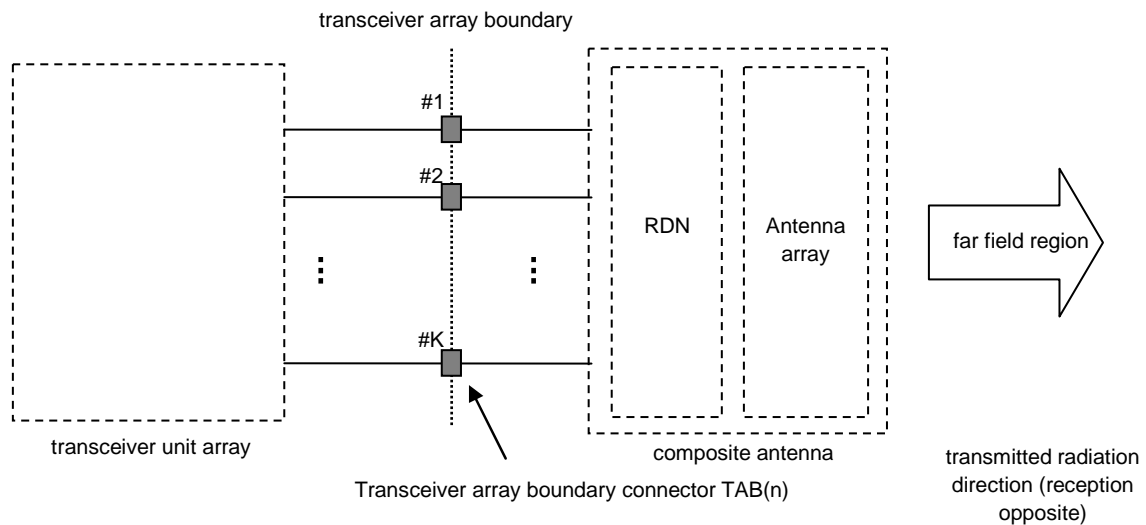 transceiver array boundary
#1
#2
#K
RDN
Antenna
array
far field region
transceiver unit array
composite antenna
Transceiver array boundary connector TAB(n)
transmitted radiation
direction (reception
opposite)